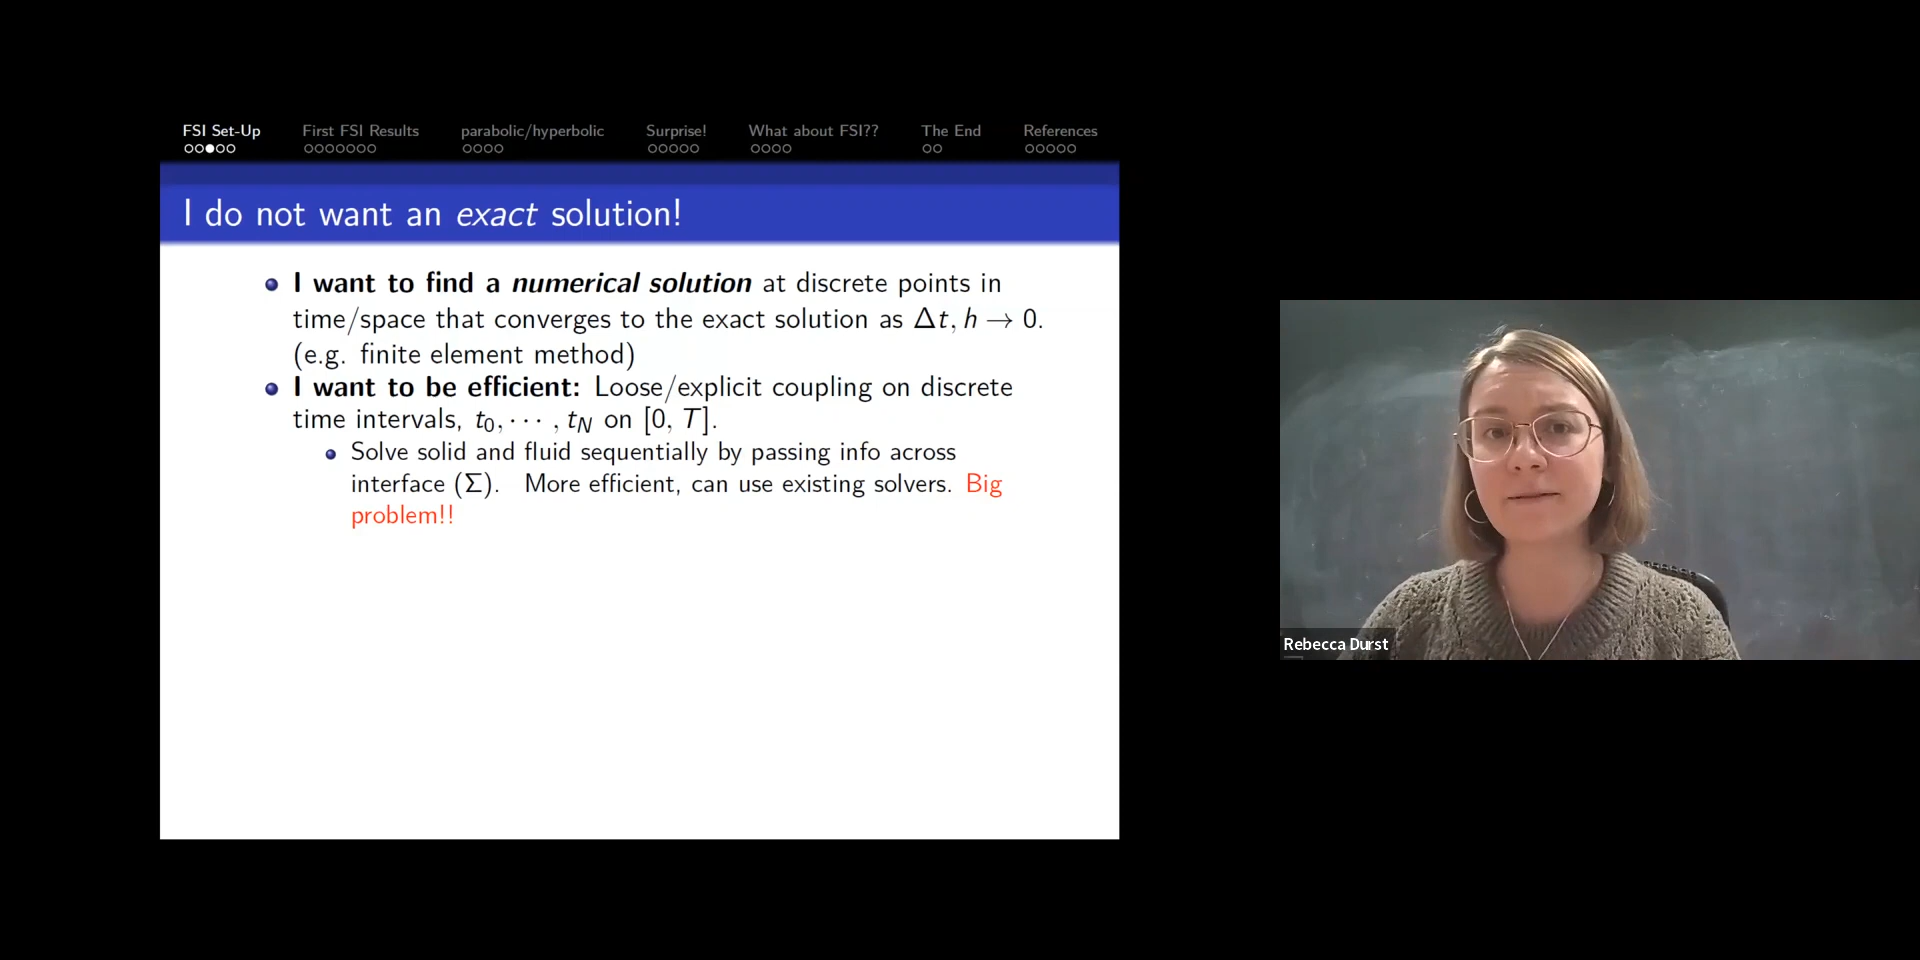 FSI Set-Up First FSI Results parabolic/hyperbolic Surprise! What about FSI?? The End References
I do not want an exact solution!
I want to find a numerical solution at discrete points in
time/space that converges to the exact solution as Δt, h → 0.
(e.g. finite element method)
I want to be efficient: Loose/explicit coupling on discrete
time intervals, t₀, ⋯ , t_N on [0, T].
Solve solid and fluid sequentially by passing info across
interface (Σ). More efficient, can use existing solvers. Big
problem!!
Rebecca Durst